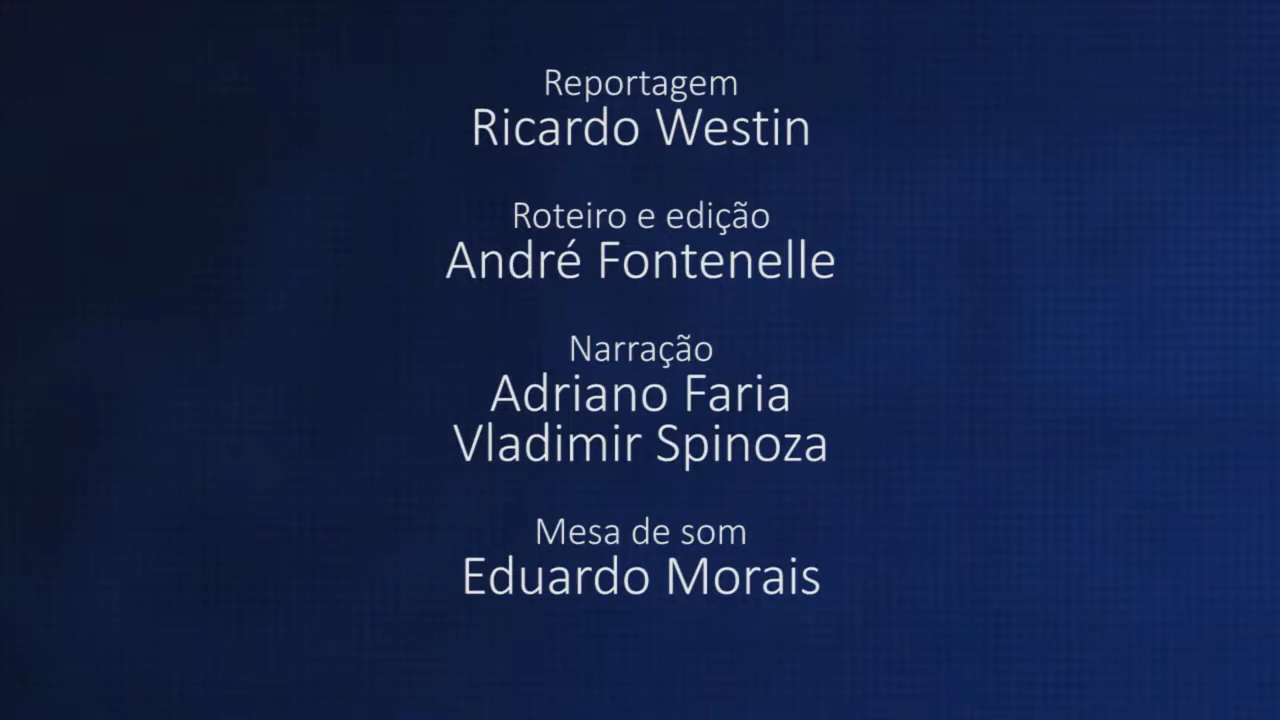 Reportagem
Ricardo Westin
Roteiro e edição
André Fontenelle
Narração
Adriano Faria
Vladimir Spinoza
Mesa de som
Eduardo Morais